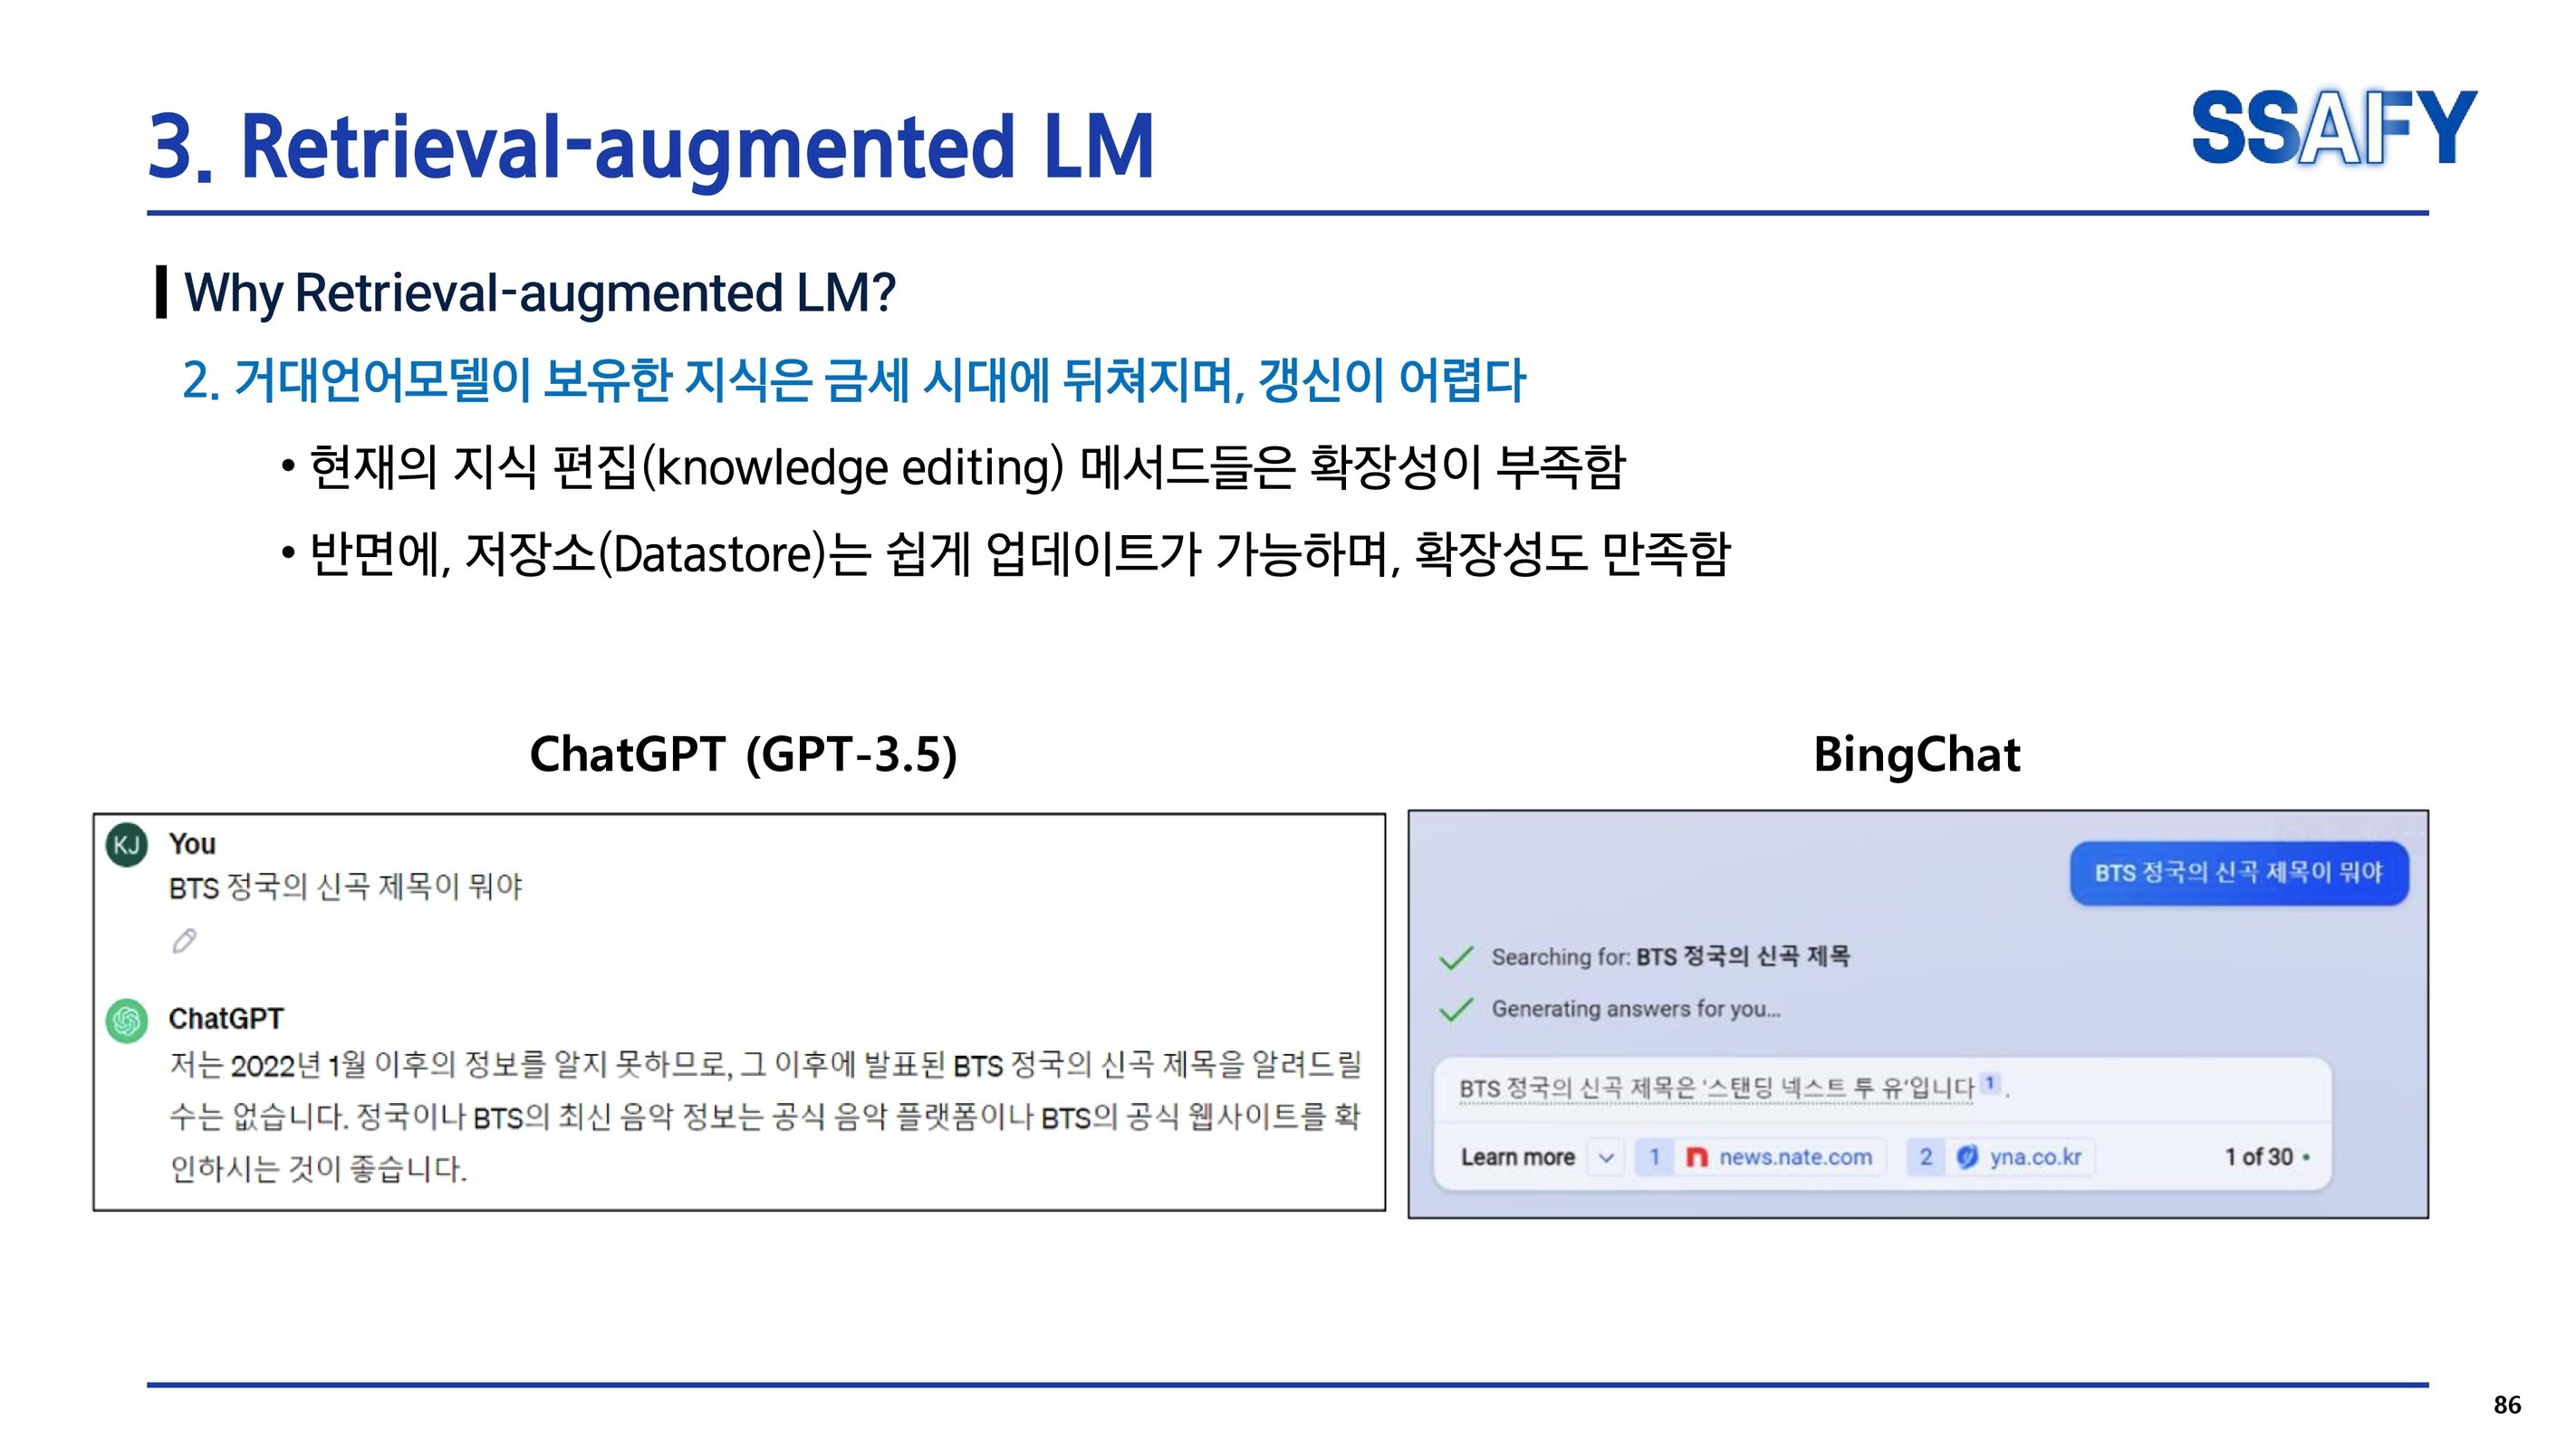 3. Retrieval-augmented LM
SSAFY
Why Retrieval-augmented LM?
2. 거대언어모델이 보유한 지식은 금세 시대에 뒤쳐지며, 갱신이 어렵다
• 현재의 지식 편집(knowledge editing) 메서드들은 확장성이 부족함
• 반면에, 저장소(Datastore)는 쉽게 업데이트가 가능하며, 확장성도 만족함
ChatGPT (GPT-3.5)
KJ
You
BTS 정국의 신곡 제목이 뭐야
ChatGPT
저는 2022년 1월 이후의 정보를 알지 못하므로, 그 이후에 발표된 BTS 정국의 신곡 제목을 알려드릴
수는 없습니다. 정국이나 BTS의 최신 음악 정보는 공식 음악 플랫폼이나 BTS의 공식 웹사이트를 확
인하시는 것이 좋습니다.
BingChat
BTS 정국의 신곡 제목이 뭐야
Searching for: BTS 정국의 신곡 제목
Generating answers for you...
BTS 정국의 신곡 제목은 '스탠딩 넥스트 투 유'입니다 1 .
Learn more 1 news.nate.com 2 yna.co.kr 1 of 30
86